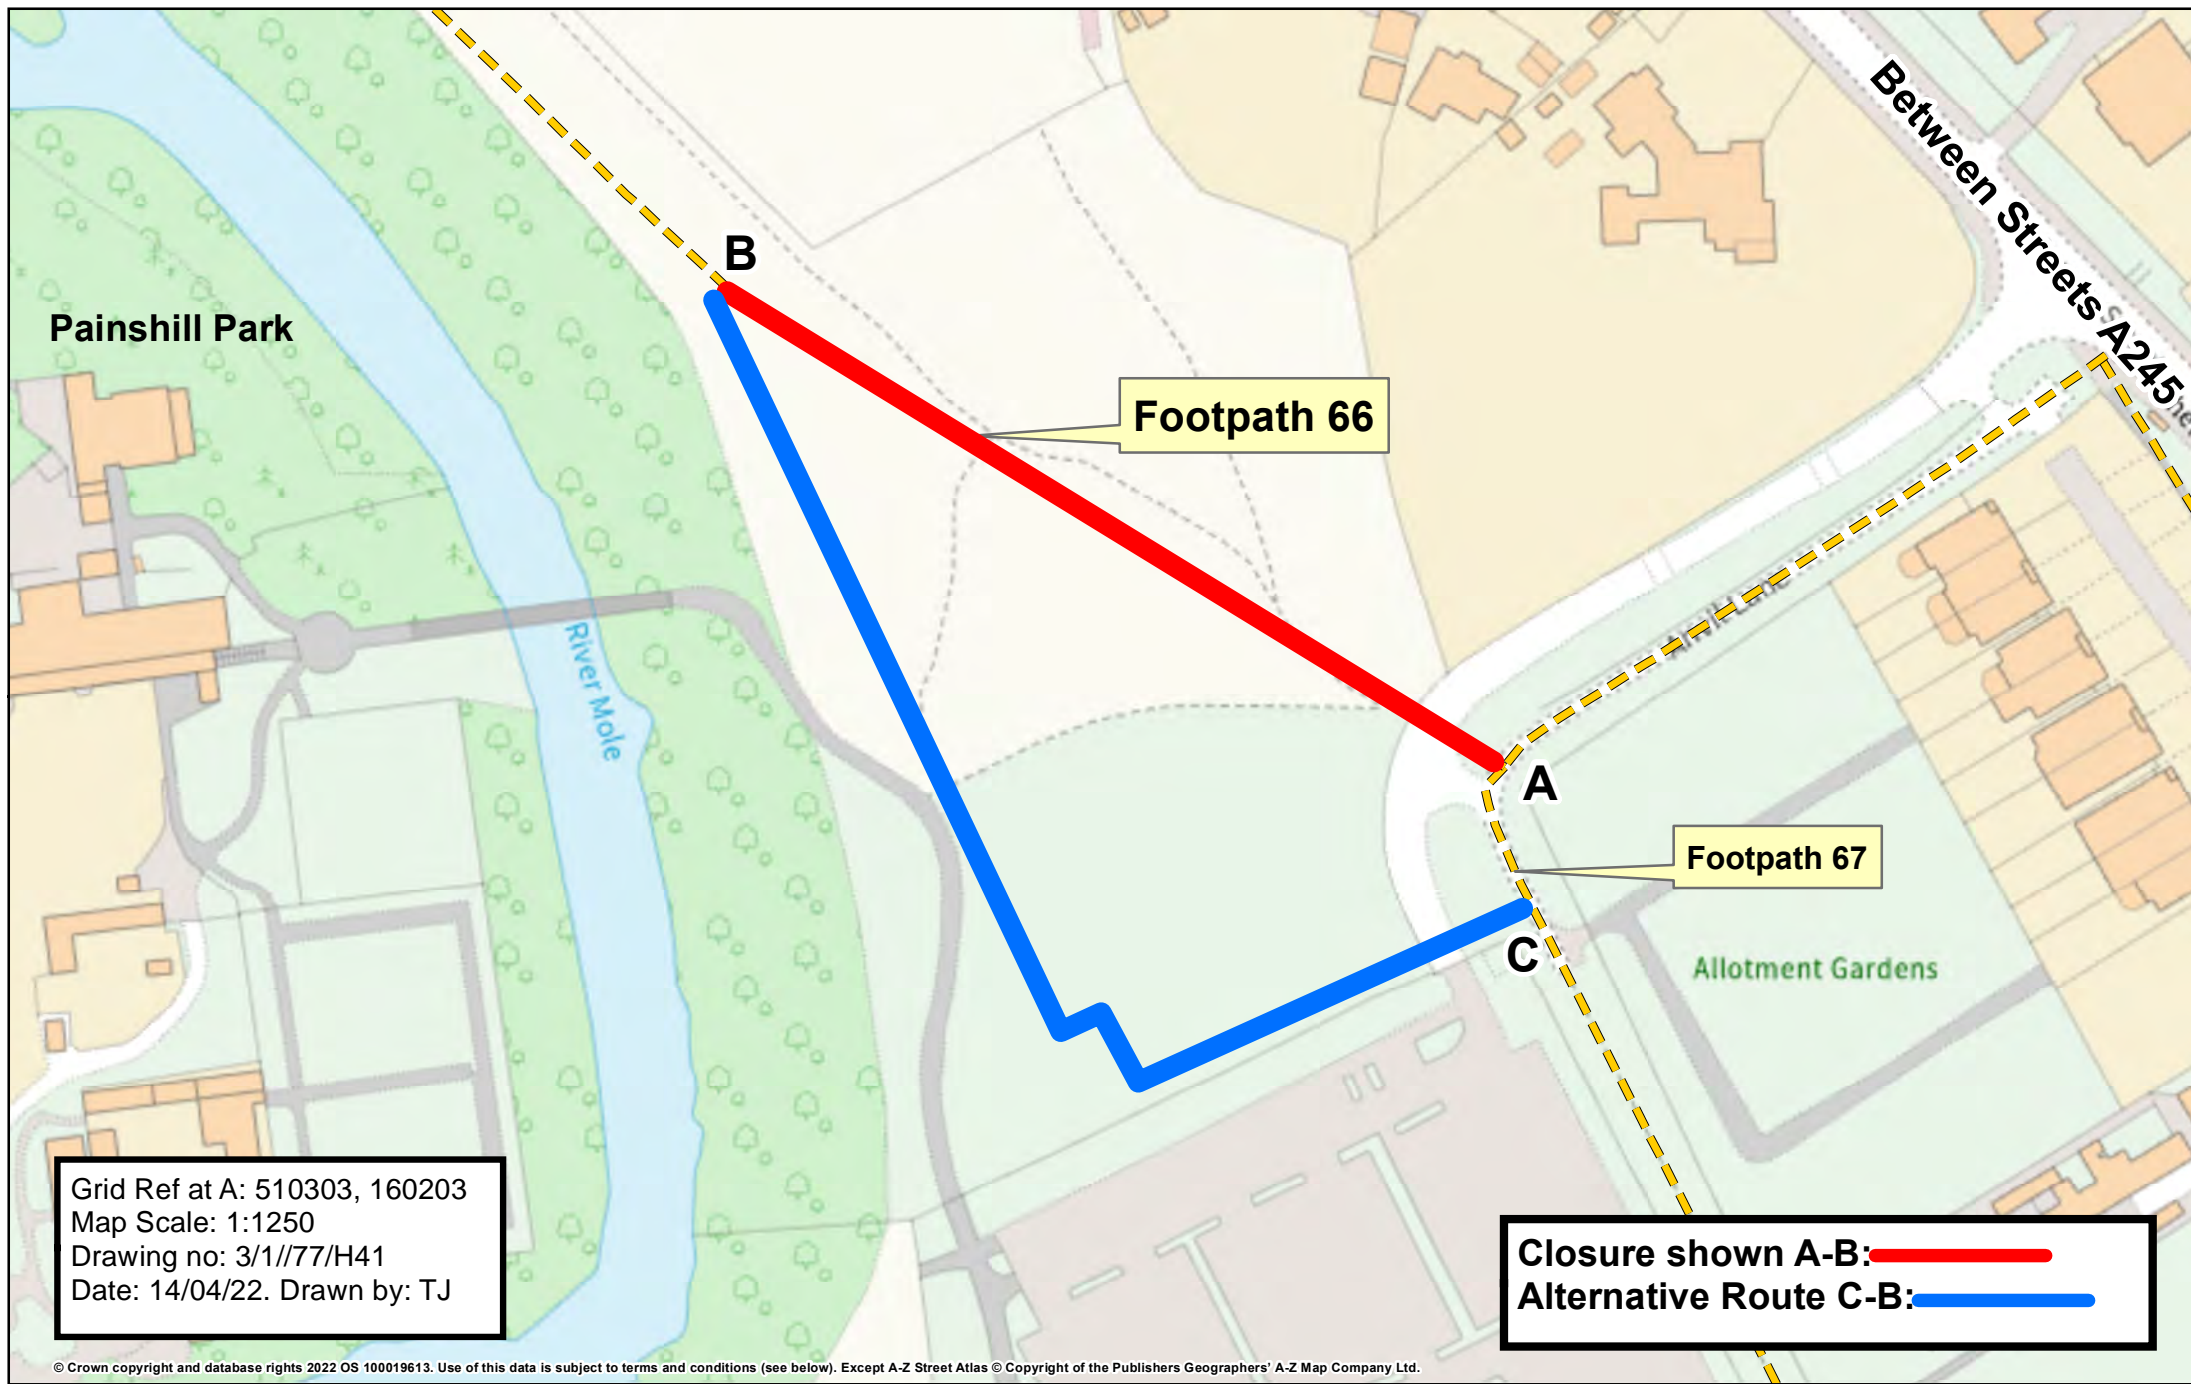 Between Streets A245
B
Painshill Park
Footpath 66
River Mole
A
Footpath 67
C
Allotment Gardens
Grid Ref at A: 510303, 160203
Map Scale: 1:1250
Drawing no: 3/1//77/H41
Date: 14/04/22. Drawn by: TJ
Closure shown A-B:
Alternative Route C-B:
© Crown copyright and database rights 2022 OS 100019613. Use of this data is subject to terms and conditions (see below). Except A-Z Street Atlas © Copyright of the Publishers Geographers' A-Z Map Company Ltd.